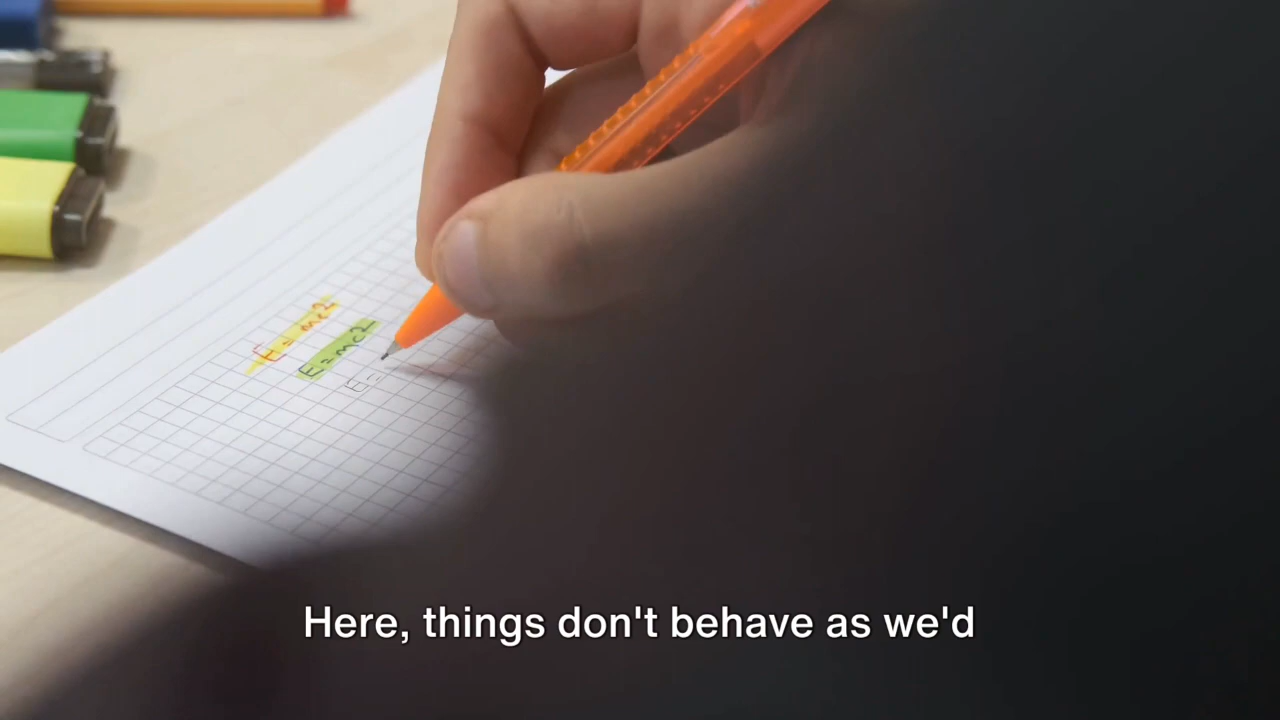 E = mc2
E=mc2
E =
Here, things don't behave as we'd